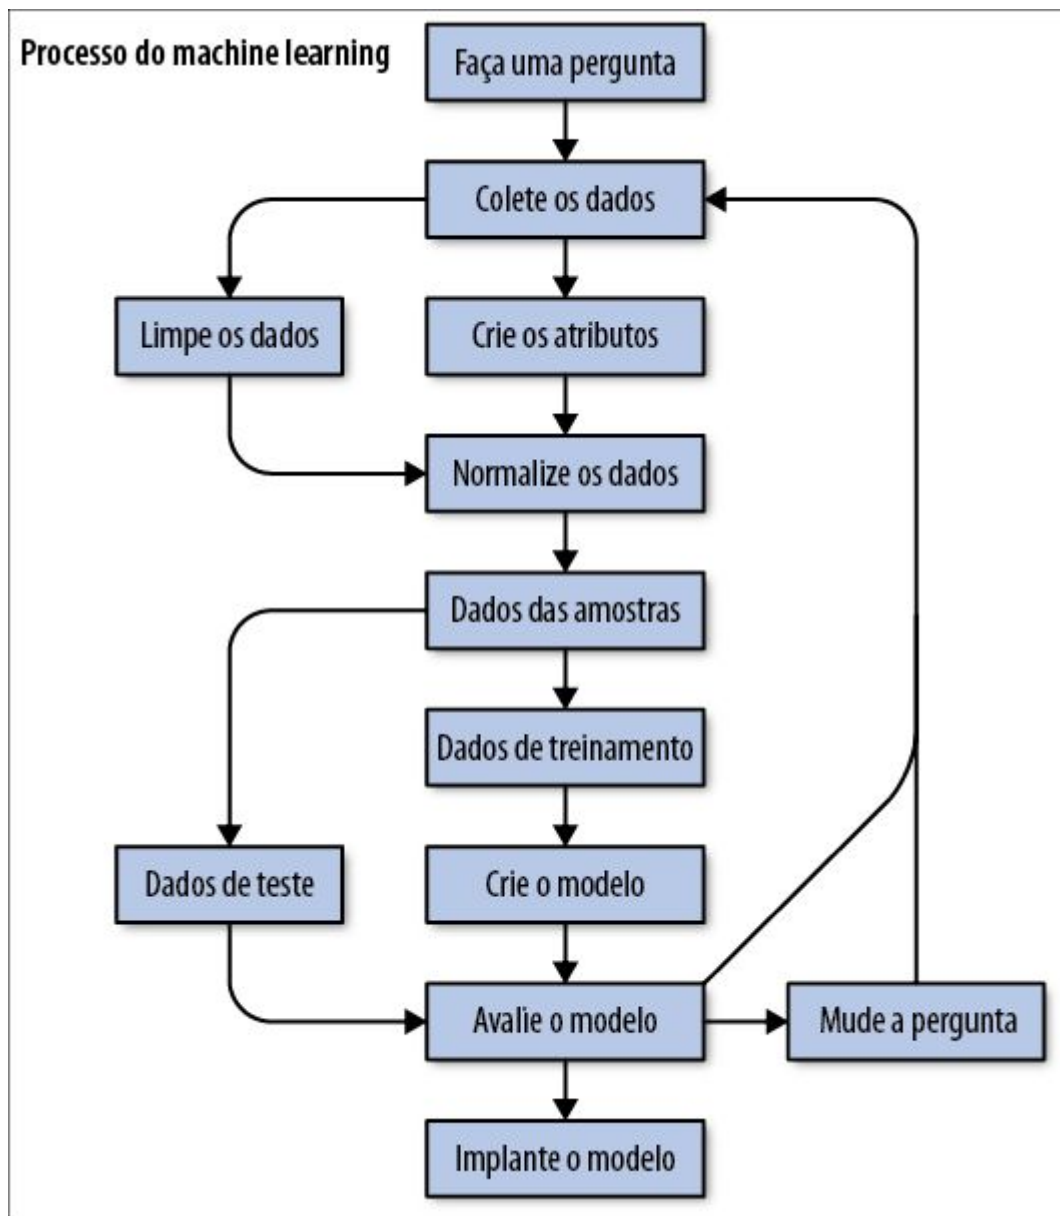 Processo do machine learning
Faça uma pergunta
Colete os dados
Limpe os dados
Crie os atributos
Normalize os dados
Dados das amostras
Dados de treinamento
Dados de teste
Crie o modelo
Avalie o modelo
Mude a pergunta
Implante o modelo